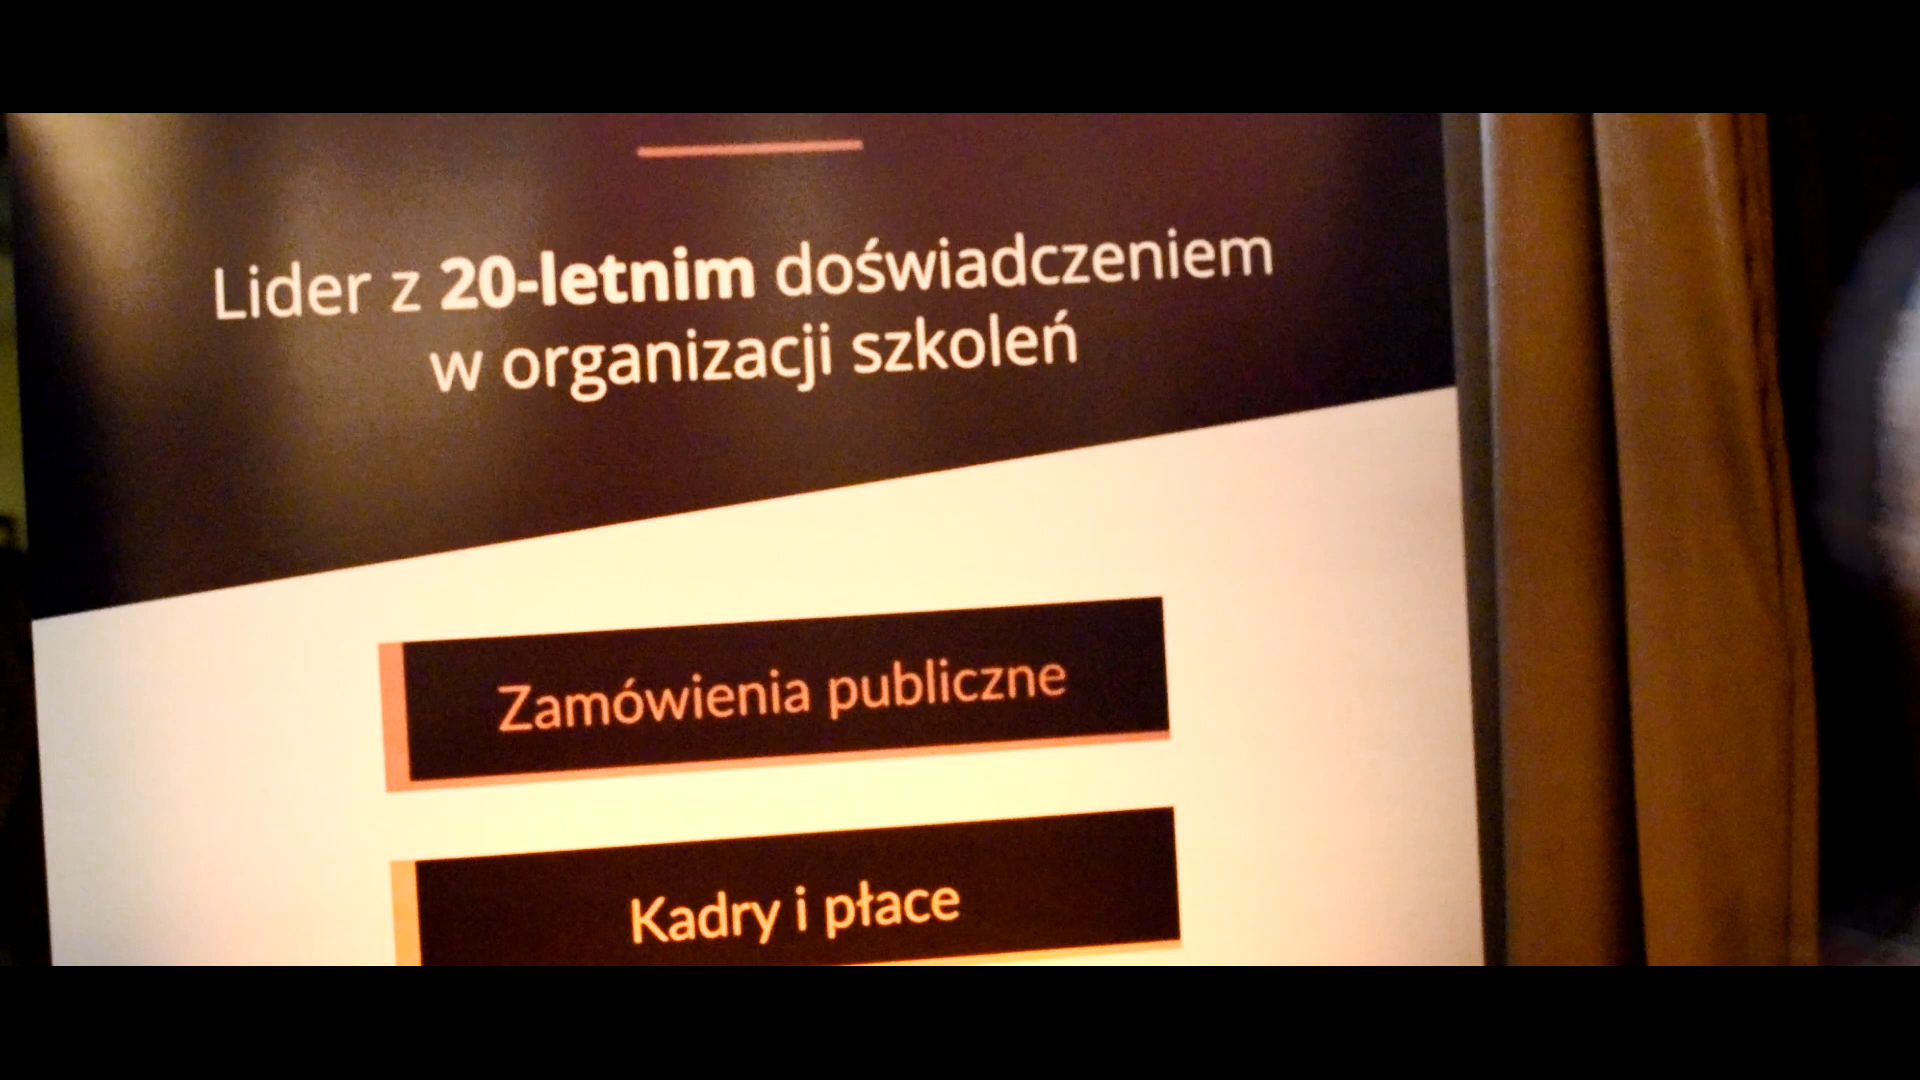 Lider z 20-letnim doświadczeniem
w organizacji szkoleń
Zamówienia publiczne
Kadry i płace